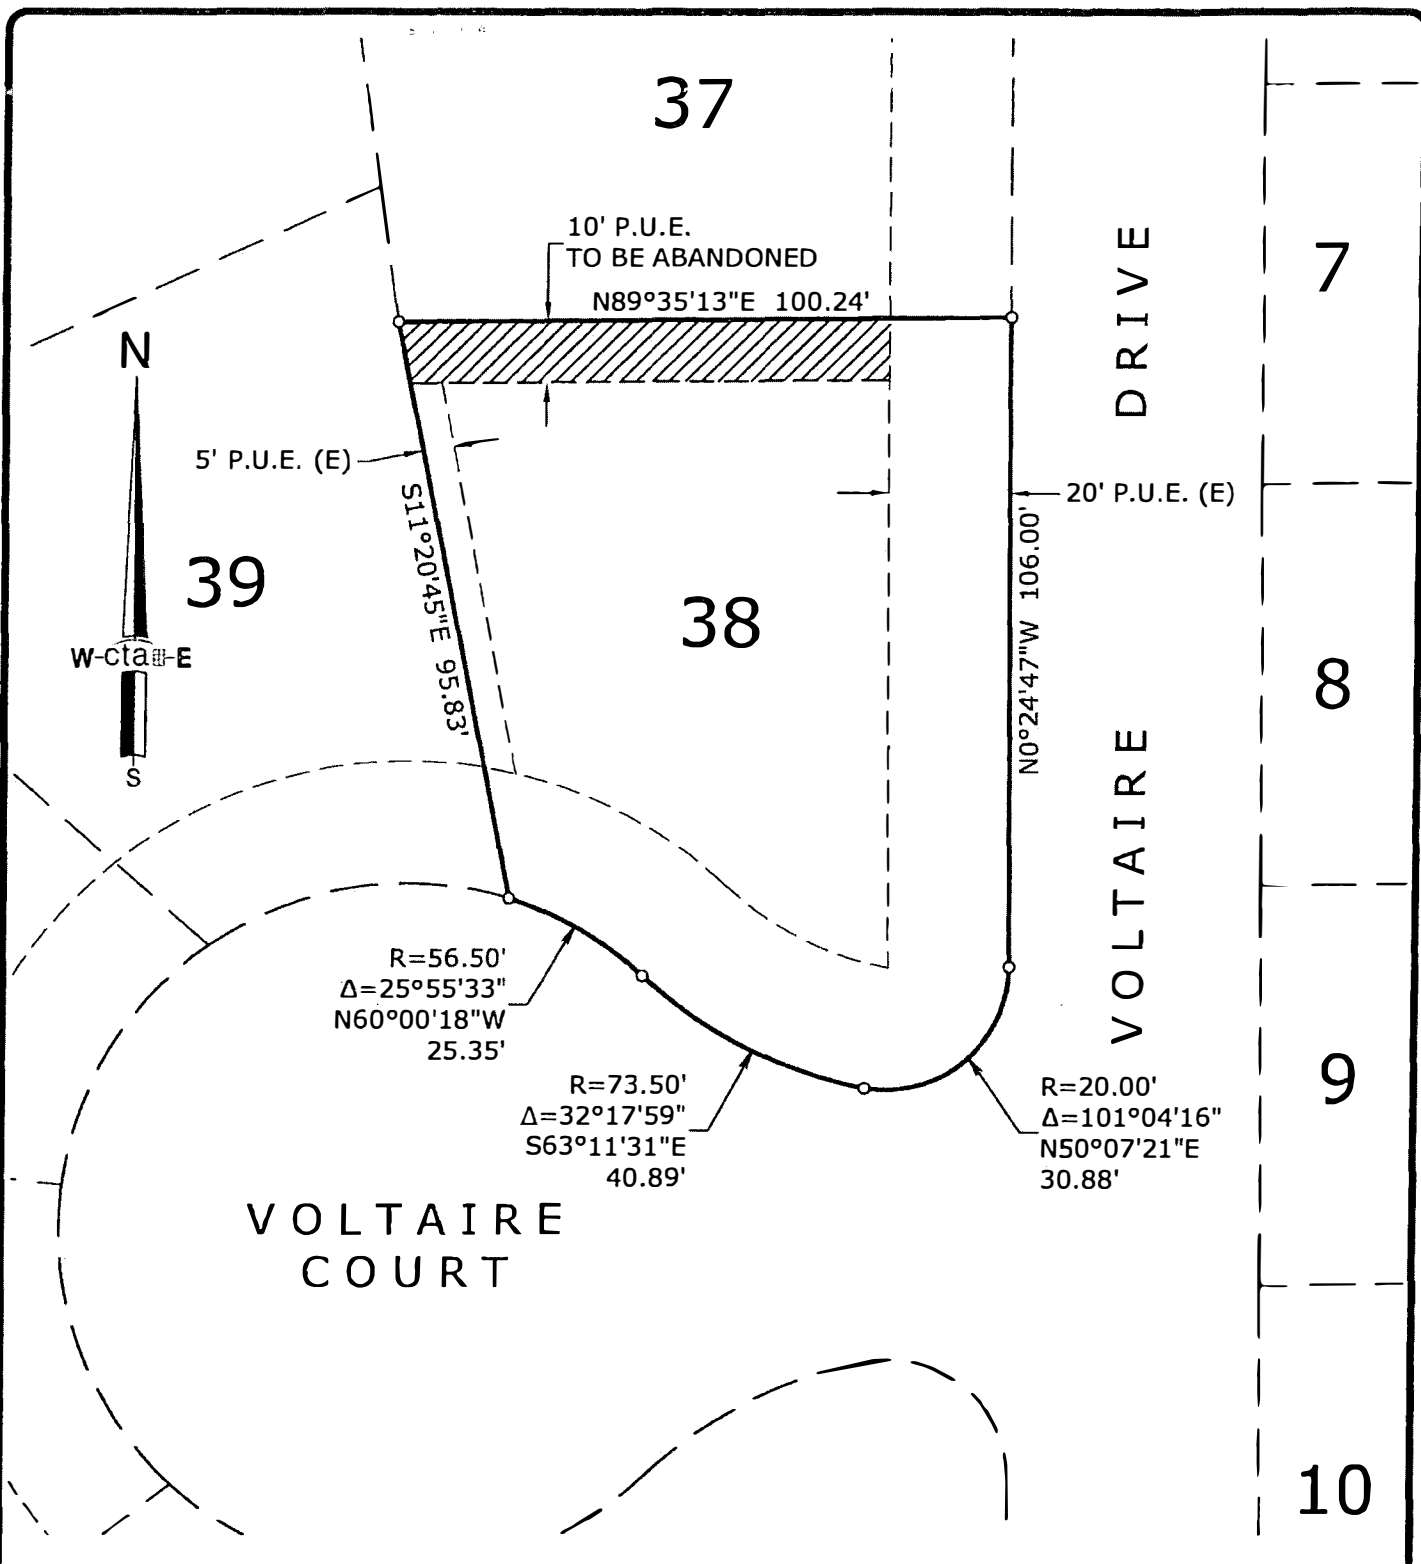 37
10' P.U.E.
TO BE ABANDONED
N89°35'13"E 100.24'
DRIVE
7
N
5' P.U.E. (E)
20' P.U.E. (E)
S11°20'45"E 95.83'
N0°24'47"W 106.00'
39
38
W-cta-E
S
8
VOLTAIRE
R=56.50'
Δ=25°55'33"
N60°00'18"W
25.35'
R=73.50'
Δ=32°17'59"
S63°11'31"E
40.89'
R=20.00'
Δ=101°04'16"
N50°07'21"E
30.88'
9
VOLTAIRE
COURT
10